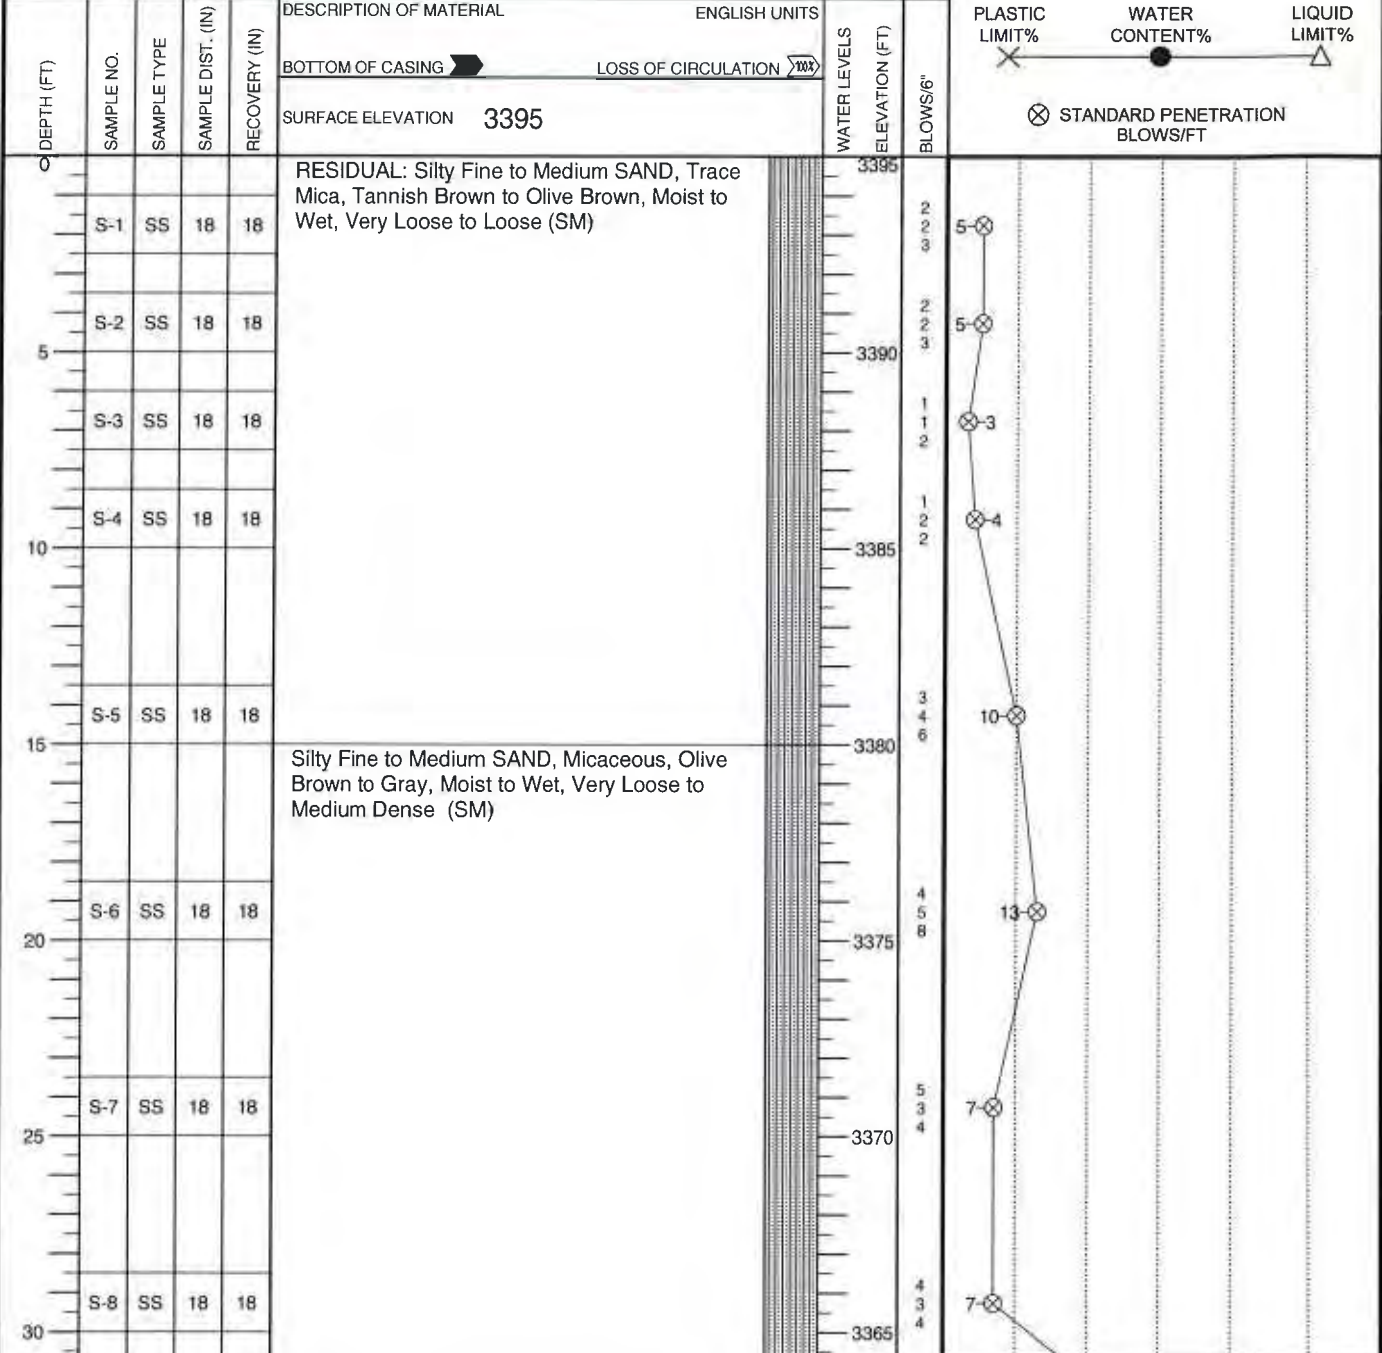 DEPTH (FT)
SAMPLE NO.
SAMPLE TYPE
SAMPLE DIST. (IN)
RECOVERY (IN)
DESCRIPTION OF MATERIAL ENGLISH UNITS
BOTTOM OF CASING LOSS OF CIRCULATION 100%
SURFACE ELEVATION 3395
WATER LEVELS
ELEVATION (FT)
BLOWS/6"
PLASTIC WATER LIQUID
LIMIT% CONTENT% LIMIT%
STANDARD PENETRATION
BLOWS/FT
0 3395
RESIDUAL: Silty Fine to Medium SAND, Trace
Mica, Tannish Brown to Olive Brown, Moist to
Wet, Very Loose to Loose (SM)
2
S-1 SS 18 18 2 5
3
2
S-2 SS 18 18 2 5
3
5 3390
1
S-3 SS 18 18 1 3
2
1
S-4 SS 18 18 2 4
2
10 3385
3
S-5 SS 18 18 4 10
6
15 3380
Silty Fine to Medium SAND, Micaceous, Olive
Brown to Gray, Moist to Wet, Very Loose to
Medium Dense (SM)
4
S-6 SS 18 18 5 13
8
20 3375
5
S-7 SS 18 18 3 7
4
25 3370
4
S-8 SS 18 18 3 7
4
30 3365